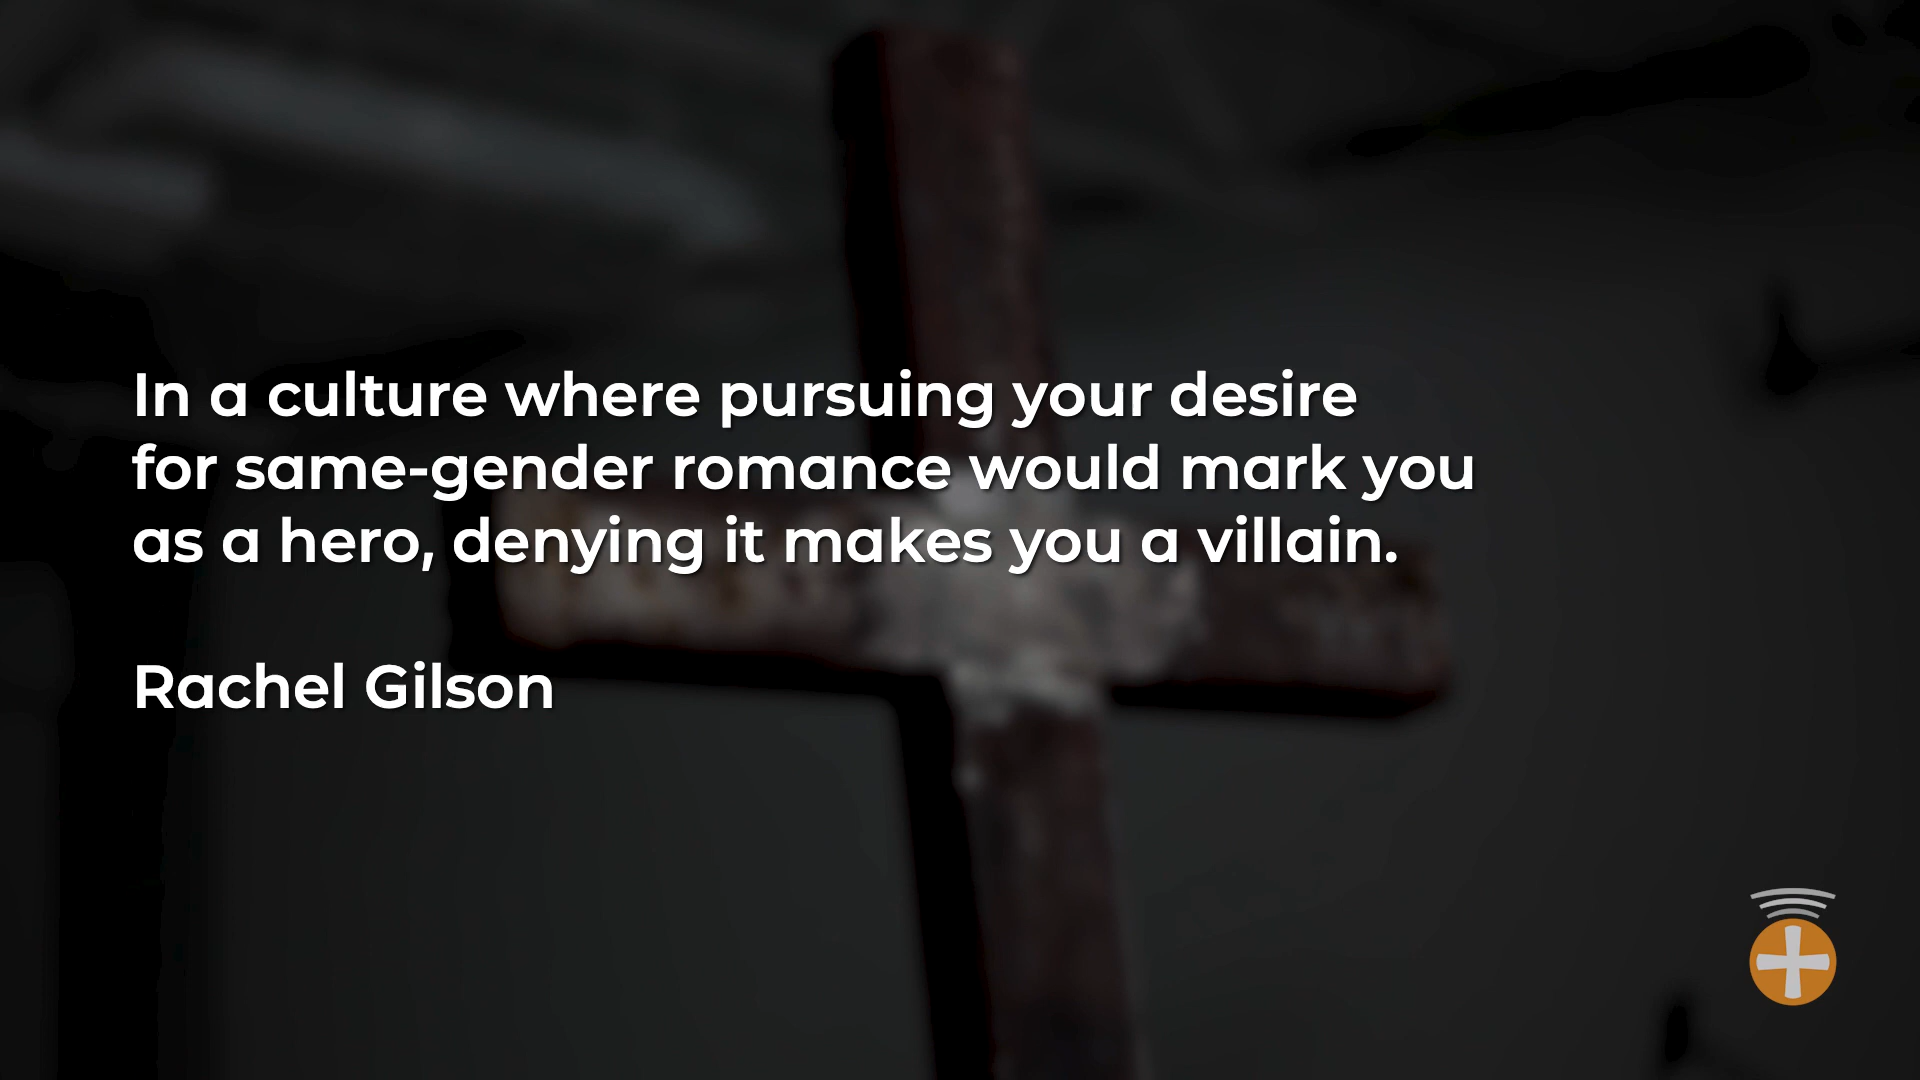 In a culture where pursuing your desire
for same-gender romance would mark you
as a hero, denying it makes you a villain.
Rachel Gilson